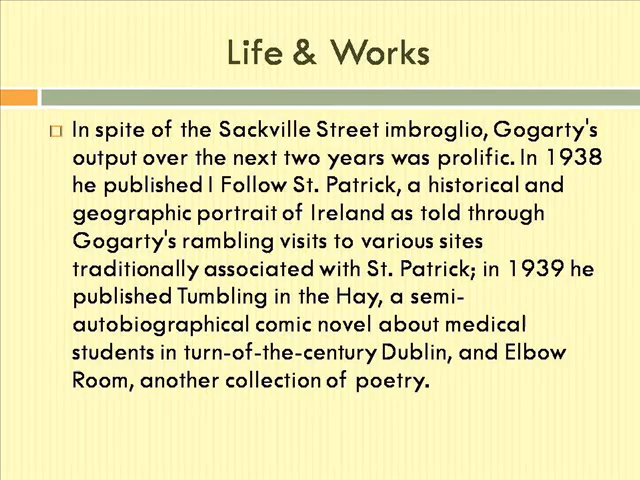 Life & Works
In spite of the Sackville Street imbroglio, Gogarty's
output over the next two years was prolific. In 1938
he published I Follow St. Patrick, a historical and
geographic portrait of Ireland as told through
Gogarty's rambling visits to various sites
traditionally associated with St. Patrick; in 1939 he
published Tumbling in the Hay, a semi-
autobiographical comic novel about medical
students in turn-of-the-century Dublin, and Elbow
Room, another collection of poetry.